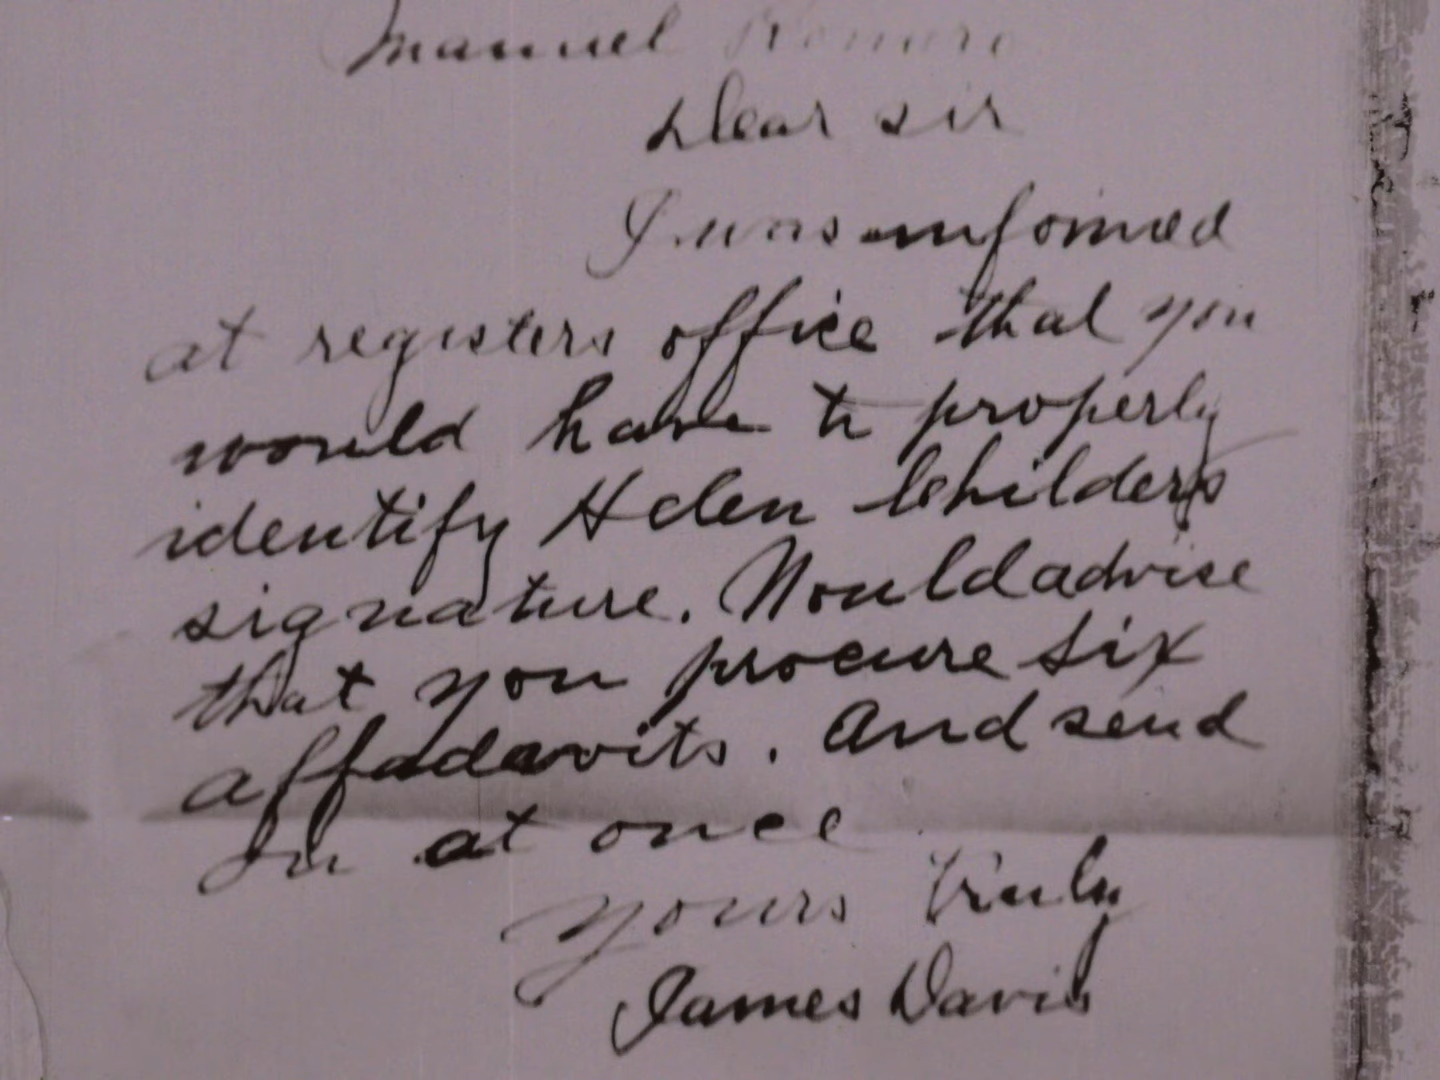 Manuel Romero
Dear sir
I was informed
at registers office that you
would have to properly
identify Helen Childers
signature. Would advise
that you procure six
affadavits. And send
In at once
Yours Truly
James Davis